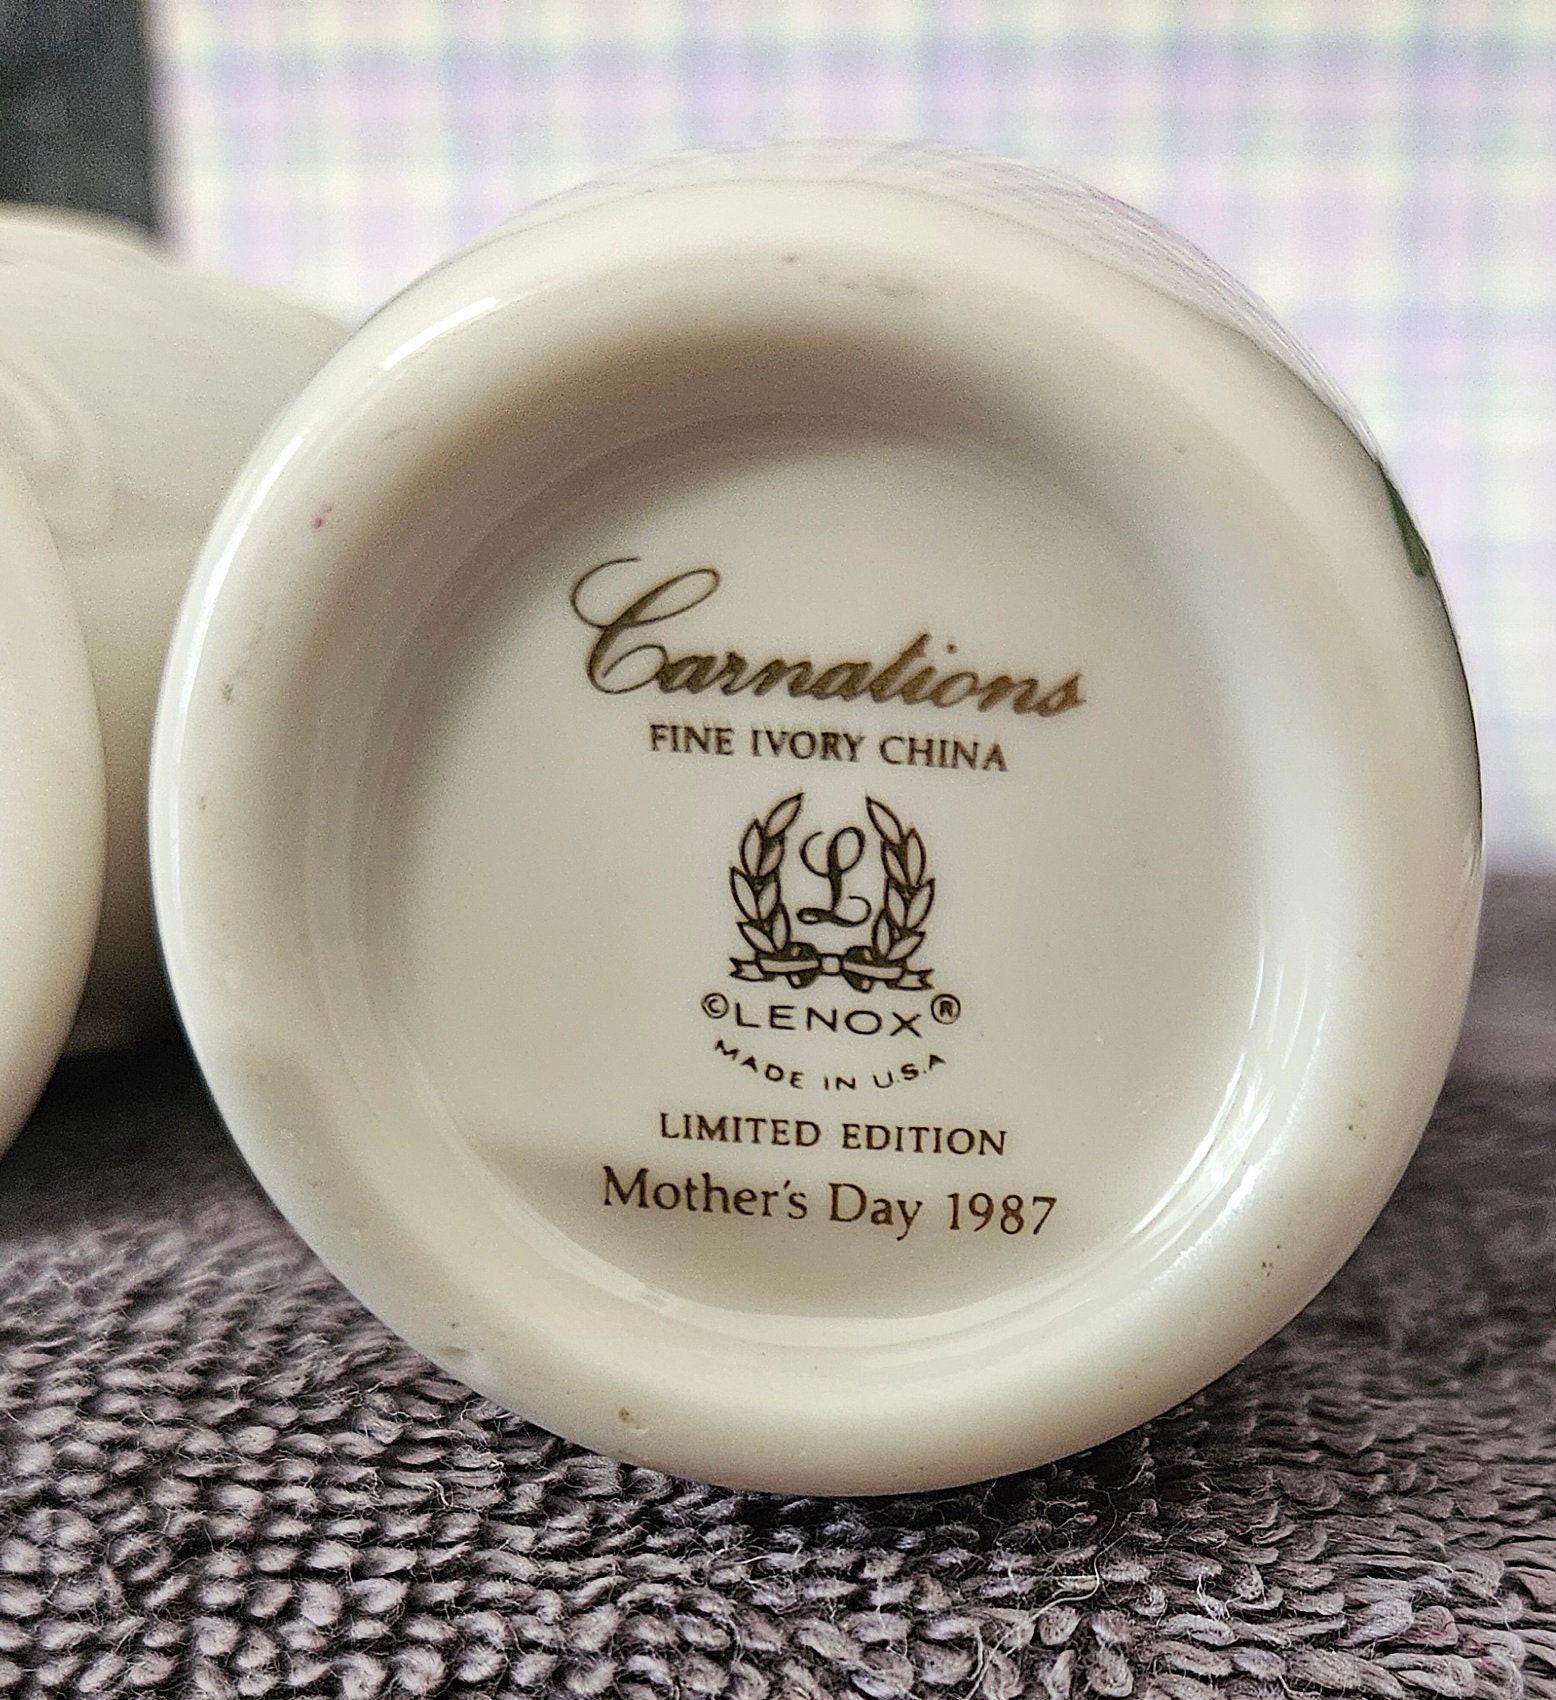 Carnations
FINE IVORY CHINA
L
©LENOX®
MADE IN U.S.A
LIMITED EDITION
Mother's Day 1987